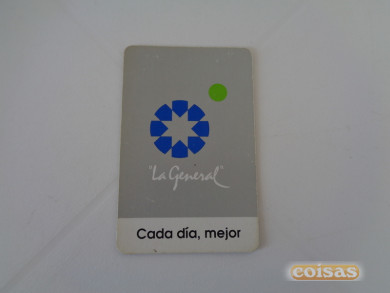 "La General"
Cada día, mejor
coisas